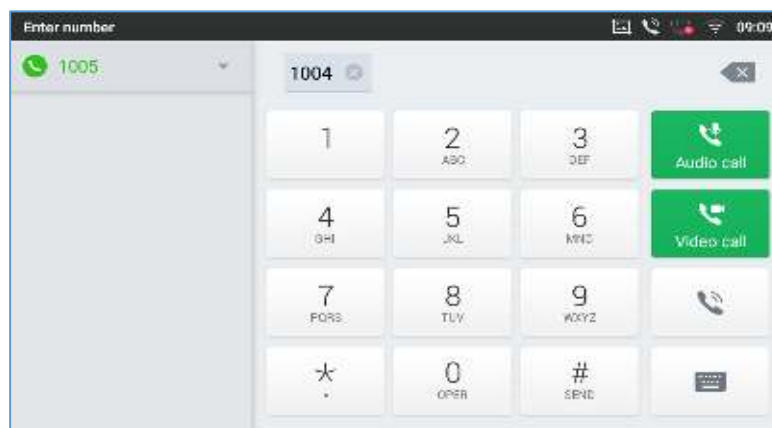 Enter number 09:09
1005
1004
1 2 3 Audio call
ABC DEF
4 5 6 Video call
GHI JKL MNO
7 8 9
PQRS TUV WXYZ
* 0 #
OPER SEND